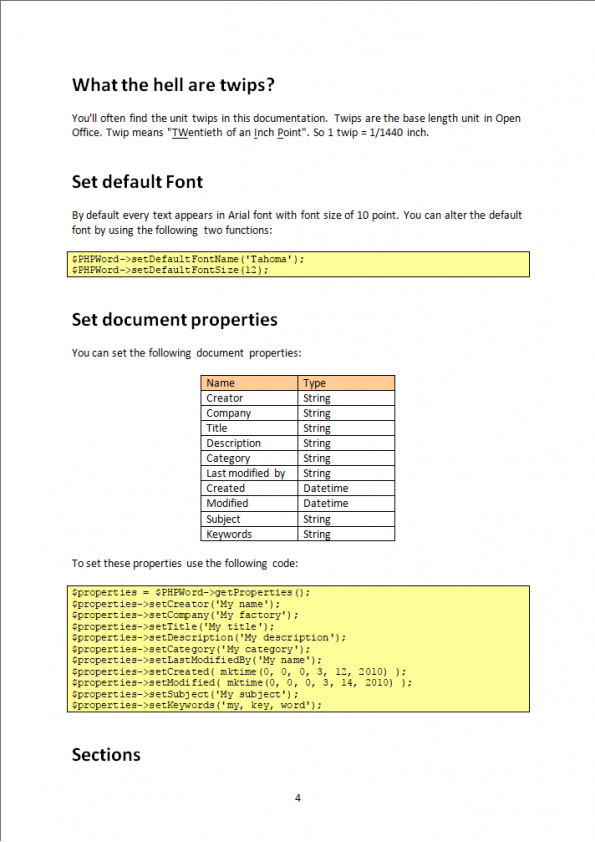 What the hell are twips?
You'll often find the unit twips in this documentation. Twips are the base length unit in Open
Office. Twip means "TWentieth of an Inch Point". So 1 twip = 1/1440 inch.
Set default Font
By default every text appears in Arial font with font size of 10 point. You can alter the default
font by using the following two functions:
$PHPWord->setDefaultFontName('Tahoma');
$PHPWord->setDefaultFontSize(12);
Set document properties
You can set the following document properties:
Name Type
Creator String
Company String
Title String
Description String
Category String
Last modified by String
Created Datetime
Modified Datetime
Subject String
Keywords String
To set these properties use the following code:
$properties = $PHPWord->getProperties();
$properties->setCreator('My name');
$properties->setCompany('My factory');
$properties->setTitle('My title');
$properties->setDescription('My description');
$properties->setCategory('My category');
$properties->setLastModifiedBy('My name');
$properties->setCreated( mktime(0, 0, 0, 3, 12, 2010) );
$properties->setModified( mktime(0, 0, 0, 3, 14, 2010) );
$properties->setSubject('My subject');
$properties->setKeywords('my, key, word');
Sections
4